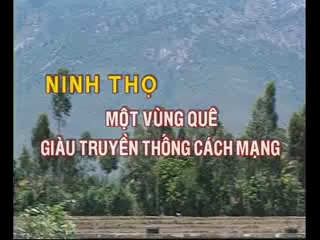 NINH THỌ
MỘT VÙNG QUÊ
GIÀU TRUYỀN THỐNG CÁCH MẠNG